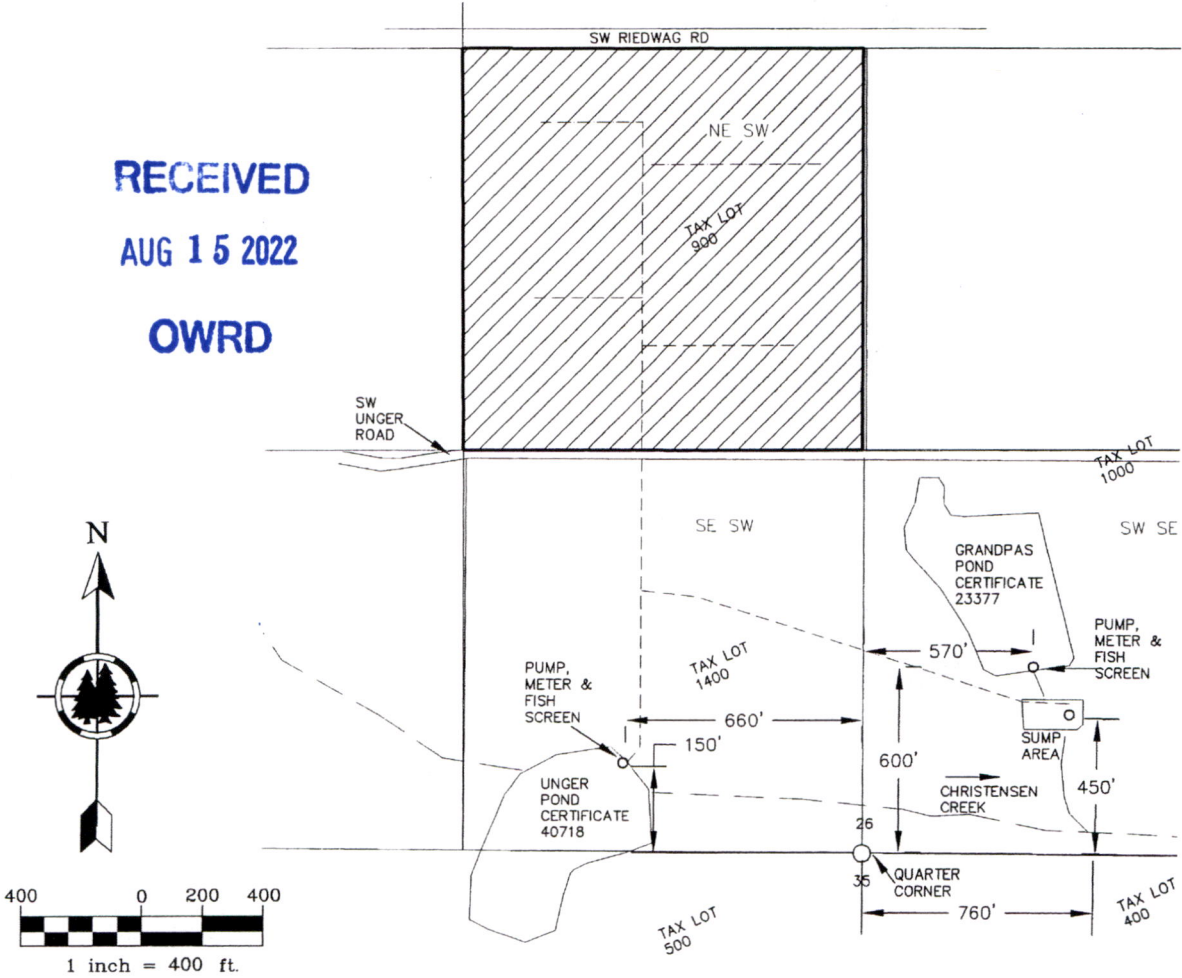 SW RIEDWAG RD
NE SW
RECEIVED
AUG 15 2022
OWRD
TAX LOT
900
SW
UNGER
ROAD
TAX LOT
1000
SE SW
SW SE
N
GRANDPAS
POND
CERTIFICATE
23377
PUMP,
METER &
FISH
SCREEN
570'
TAX LOT
1400
PUMP,
METER &
FISH
SCREEN
660'
150'
600'
SUMP
AREA
450'
UNGER
POND
CERTIFICATE
40718
CHRISTENSEN
CREEK
26
35
QUARTER
CORNER
760'
TAX LOT
400
TAX LOT
500
400 0 200 400
1 inch = 400 ft.